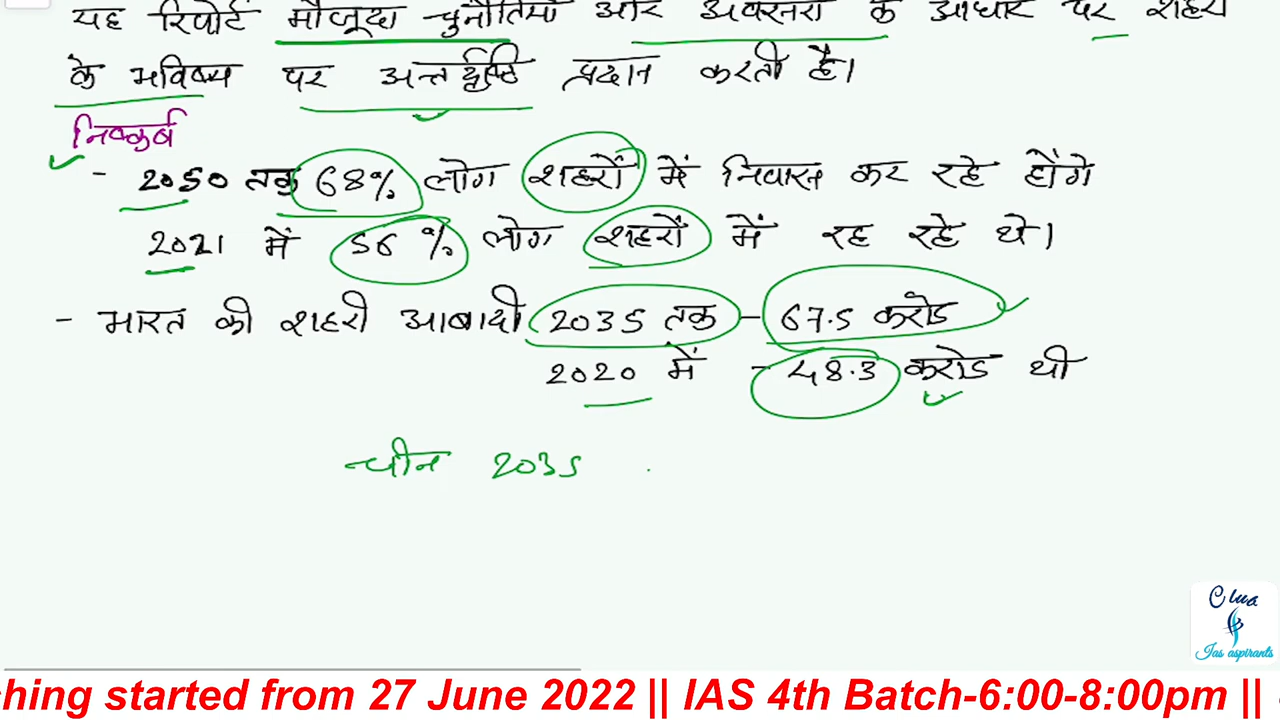 यह रिपोर्ट मौजूदा चुनौतियों और अवसरों के आधार पर शहरों
के भविष्य पर अन्तर्दृष्टि प्रदान करती है।
निष्कर्ष
- 2050 तक 68% लोग शहरों में निवास कर रहे होंगे
2021 में 56 % लोग शहरों में रह रहे थे।
- भारत की शहरी आबादी 2035 तक - 67.5 करोड
2020 में - 48.3 करोड थी
चीन 2035
Clua
Ias aspirants
ching started from 27 June 2022 || IAS 4th Batch-6:00-8:00pm ||